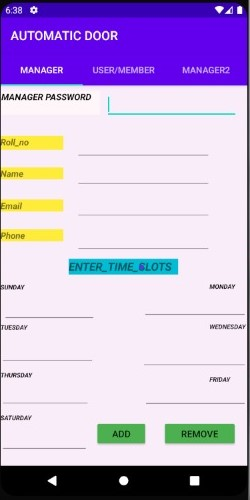 6:38
AUTOMATIC DOOR
MANAGER USER/MEMBER MANAGER2
MANAGER PASSWORD
Roll_no
Name
Email
Phone
ENTER_TIME_SLOTS
SUNDAY MONDAY
TUESDAY WEDNESDAY
THURSDAY FRIDAY
SATURDAY
ADD REMOVE